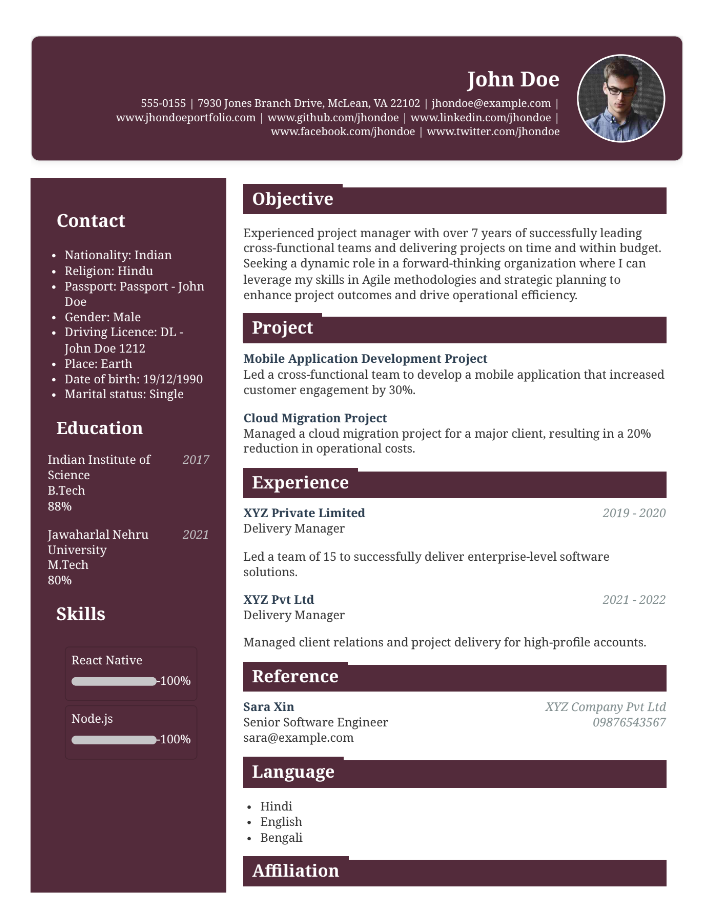 John Doe
555-0155 | 7930 Jones Branch Drive, McLean, VA 22102 | jhondoe@example.com |
www.jhondoeportfolio.com | www.github.com/jhondoe | www.linkedin.com/jhondoe |
www.facebook.com/jhondoe | www.twitter.com/jhondoe
Contact
• Nationality: Indian
• Religion: Hindu
• Passport: Passport - John
Doe
• Gender: Male
• Driving Licence: DL -
John Doe 1212
• Place: Earth
• Date of birth: 19/12/1990
• Marital status: Single
Education
Indian Institute of 2017
Science
B.Tech
88%
Jawaharlal Nehru 2021
University
M.Tech
80%
Skills
React Native
-100%
Node.js
-100%
Objective
Experienced project manager with over 7 years of successfully leading
cross-functional teams and delivering projects on time and within budget.
Seeking a dynamic role in a forward-thinking organization where I can
leverage my skills in Agile methodologies and strategic planning to
enhance project outcomes and drive operational efficiency.
Project
Mobile Application Development Project
Led a cross-functional team to develop a mobile application that increased
customer engagement by 30%.
Cloud Migration Project
Managed a cloud migration project for a major client, resulting in a 20%
reduction in operational costs.
Experience
XYZ Private Limited 2019 - 2020
Delivery Manager
Led a team of 15 to successfully deliver enterprise-level software
solutions.
XYZ Pvt Ltd 2021 - 2022
Delivery Manager
Managed client relations and project delivery for high-profile accounts.
Reference
Sara Xin XYZ Company Pvt Ltd
Senior Software Engineer 09876543567
sara@example.com
Language
• Hindi
• English
• Bengali
Affiliation